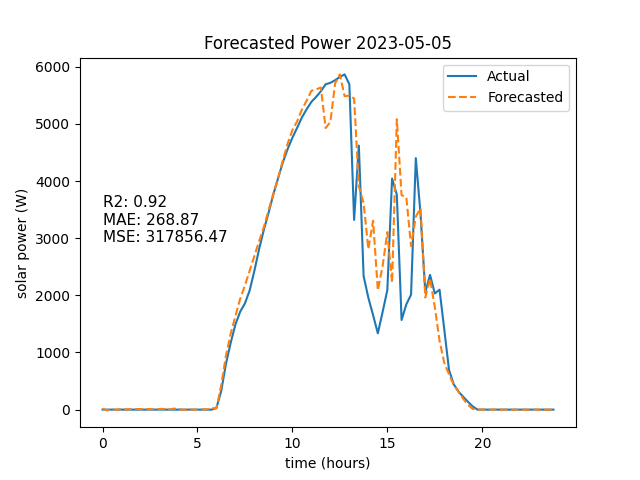 Forecasted Power 2023-05-05
Actual
Forecasted
R2: 0.92
MAE: 268.87
MSE: 317856.47
solar power (W)
6000
5000
4000
3000
2000
1000
0
0 5 10 15 20
time (hours)